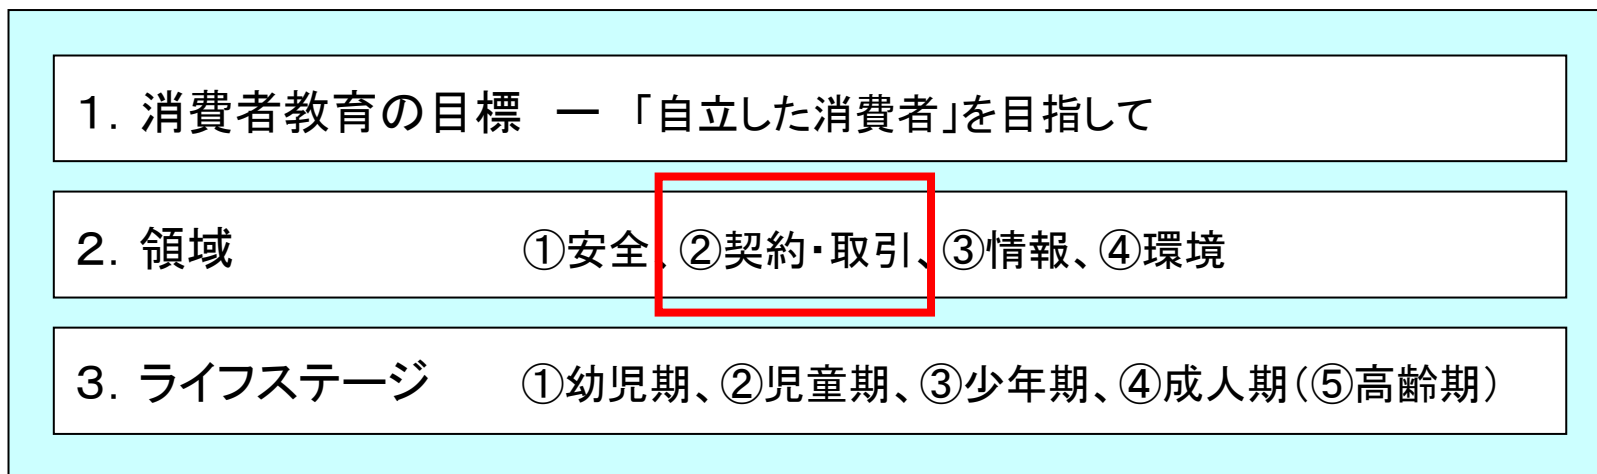 １．消費者教育の目標　ー　「自立した消費者」を目指して
２．領域　①安全、②契約・取引、③情報、④環境
３．ライフステージ　①幼児期、②児童期、③少年期、④成人期（⑤高齢期）